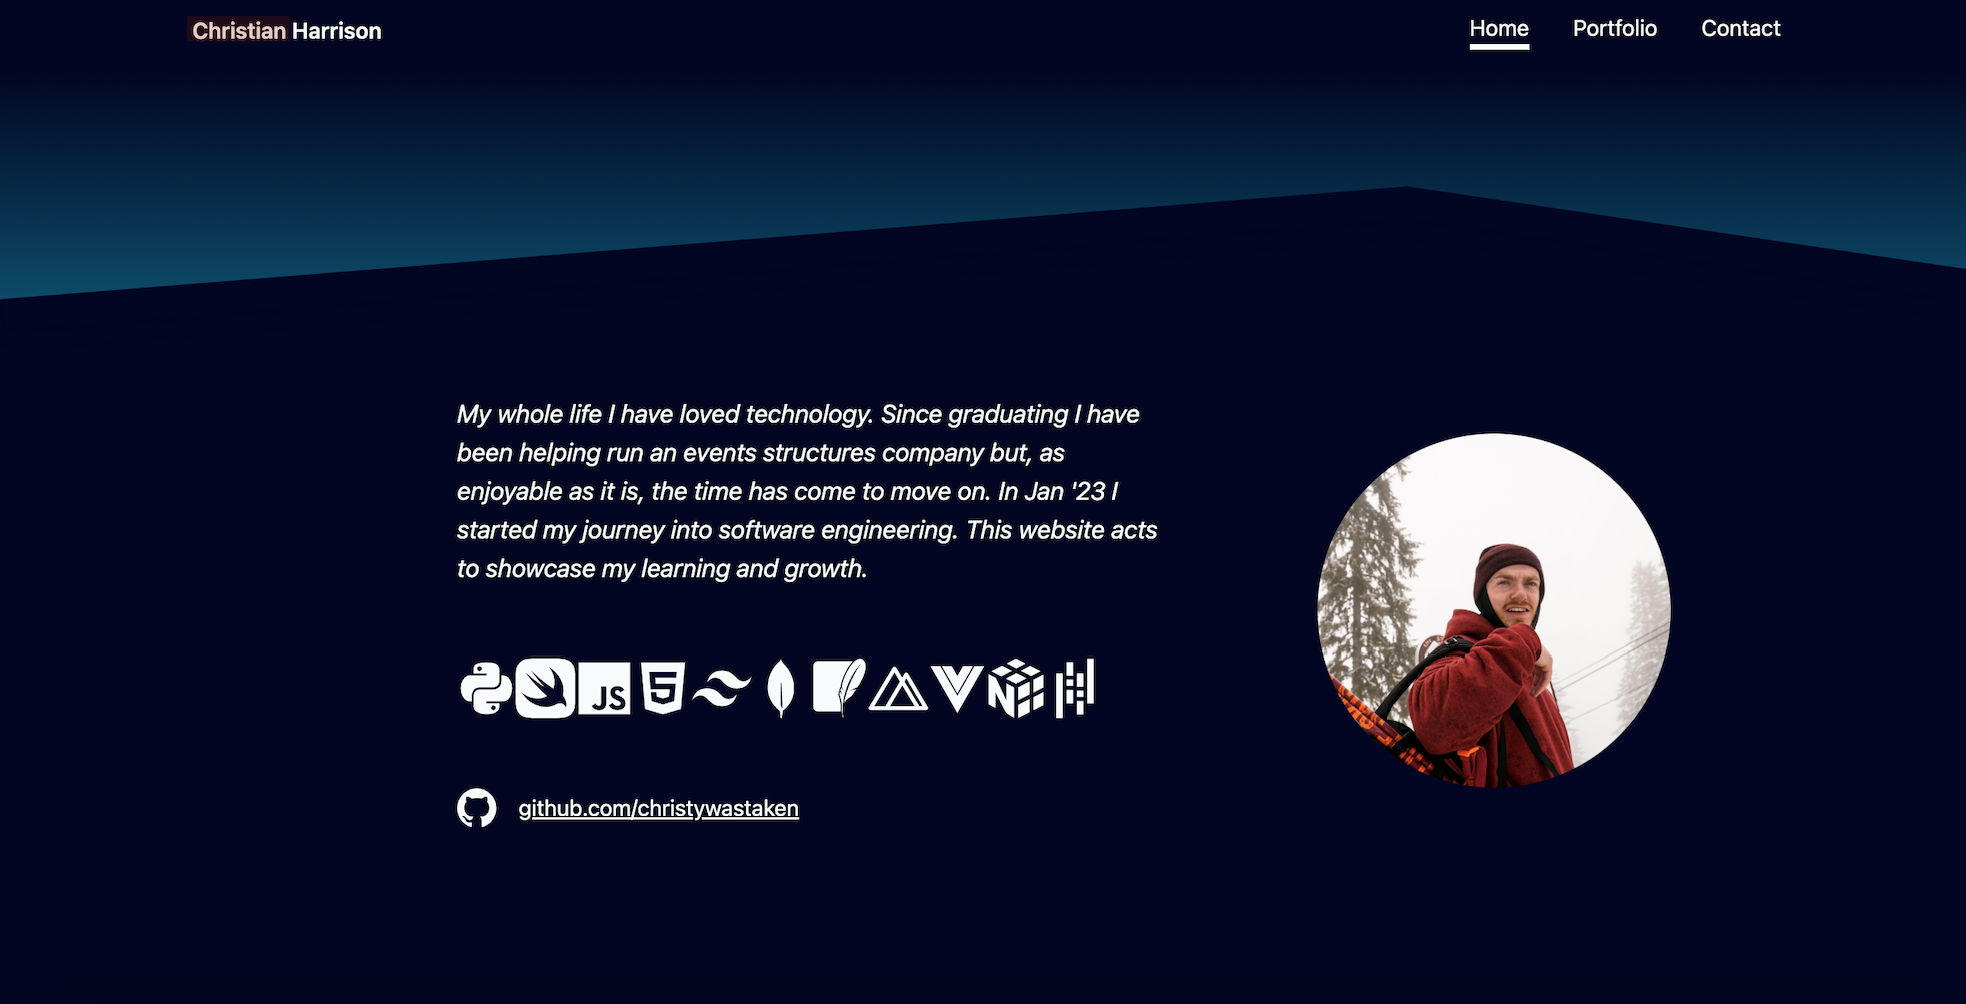 Christian Harrison
Home Portfolio Contact
My whole life I have loved technology. Since graduating I have
been helping run an events structures company but, as
enjoyable as it is, the time has come to move on. In Jan '23 I
started my journey into software engineering. This website acts
to showcase my learning and growth.
JS
5
N
github.com/christywastaken